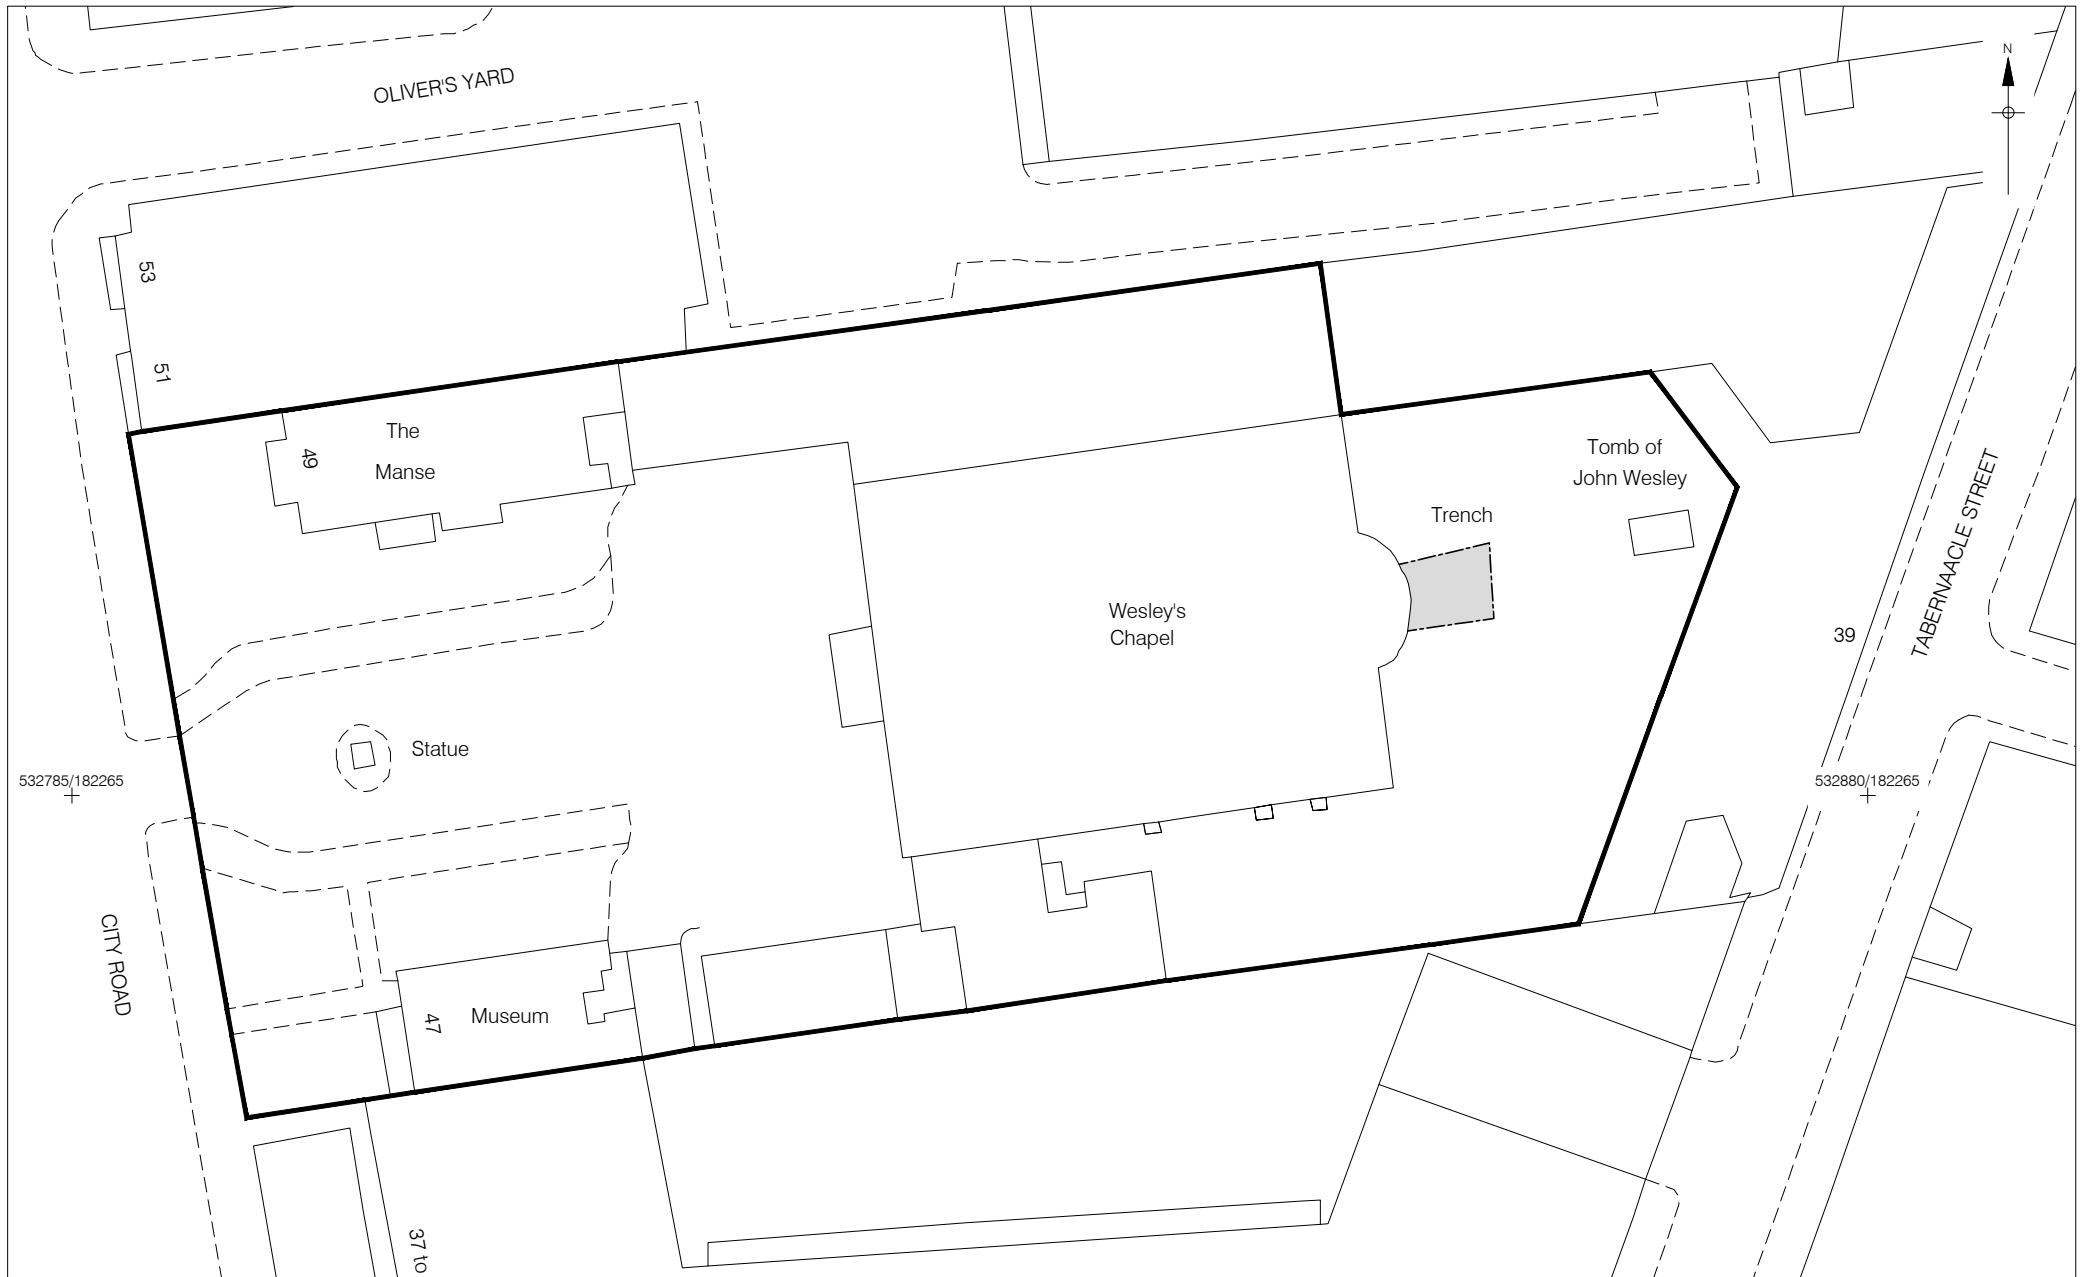 N
OLIVER'S YARD
53
51
The
Manse
49
Tomb of
John Wesley
Trench
TABERNAACLE STREET
Wesley's
Chapel
39
Statue
532785/182265
532880/182265
CITY ROAD
Museum
47
37 to